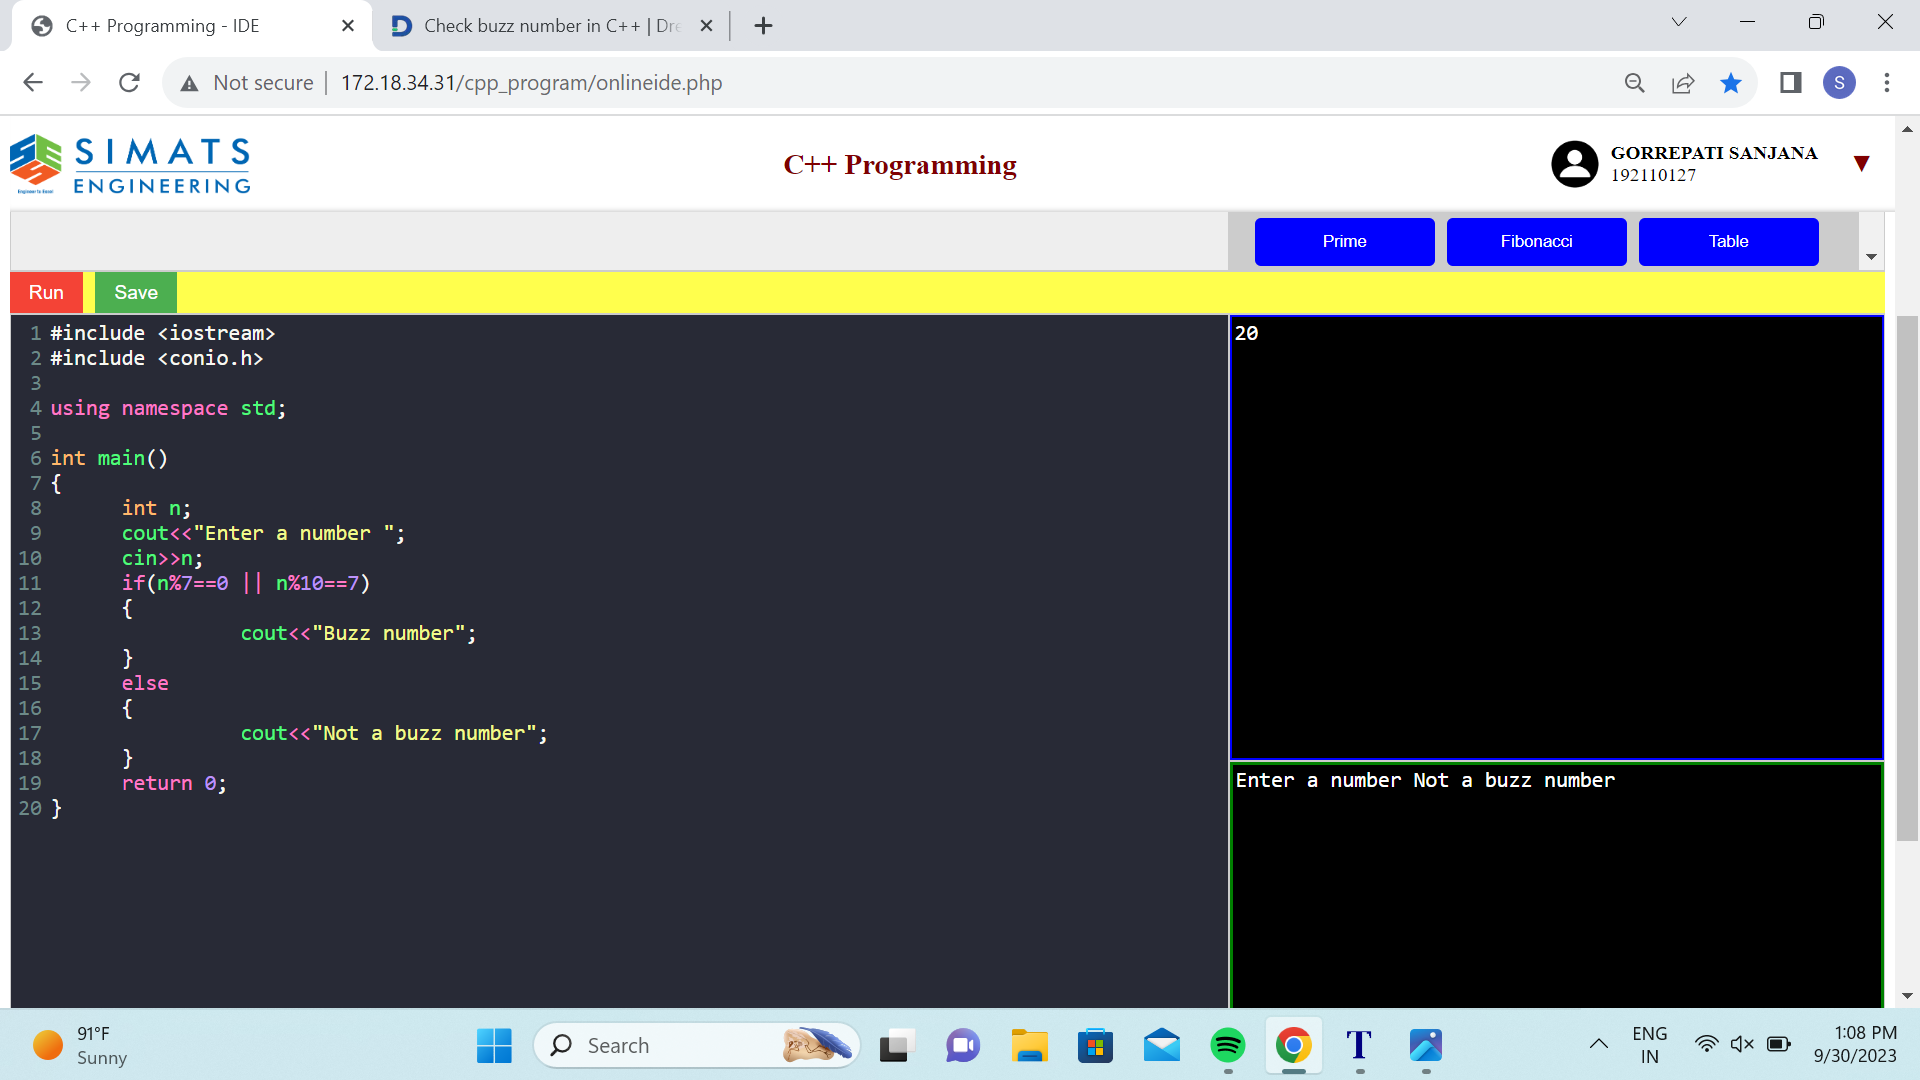 C++ Programming - IDE
Check buzz number in C++ | Dre
Not secure | 172.18.34.31/cpp_program/onlineide.php
S
SIMATS
ENGINEERING
Engineer to Excel
C++ Programming
GORREPATI SANJANA
192110127
Prime
Fibonacci
Table
Run
Save
1 #include <iostream>
2 #include <conio.h>
3
4 using namespace std;
5
6 int main()
7 {
8 int n;
9 cout<<"Enter a number ";
10 cin>>n;
11 if(n%7==0 || n%10==7)
12 {
13 cout<<"Buzz number";
14 }
15 else
16 {
17 cout<<"Not a buzz number";
18 }
19 return 0;
20 }
20
Enter a number Not a buzz number
91°F
Sunny
Search
T
ENG
IN
1:08 PM
9/30/2023